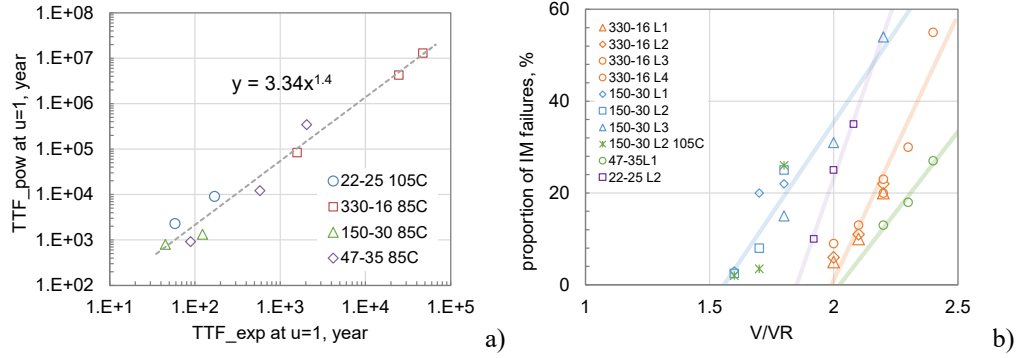 1.E+08
1.E+07
1.E+06
1.E+05
1.E+04
1.E+03
1.E+02
TTF_pow at u=1, year
y = 3.34x^1.4
22-25 105C
330-16 85C
150-30 85C
47-35 85C
1.E+1 1.E+2 1.E+3 1.E+4 1.E+5
TTF_exp at u=1, year
a)
60
40
20
0
proportion of IM failures, %
330-16 L1
330-16 L2
330-16 L3
330-16 L4
150-30 L1
150-30 L2
150-30 L3
150-30 L2 105C
47-35L1
22-25 L2
1 1.5 2 2.5
V/VR
b)